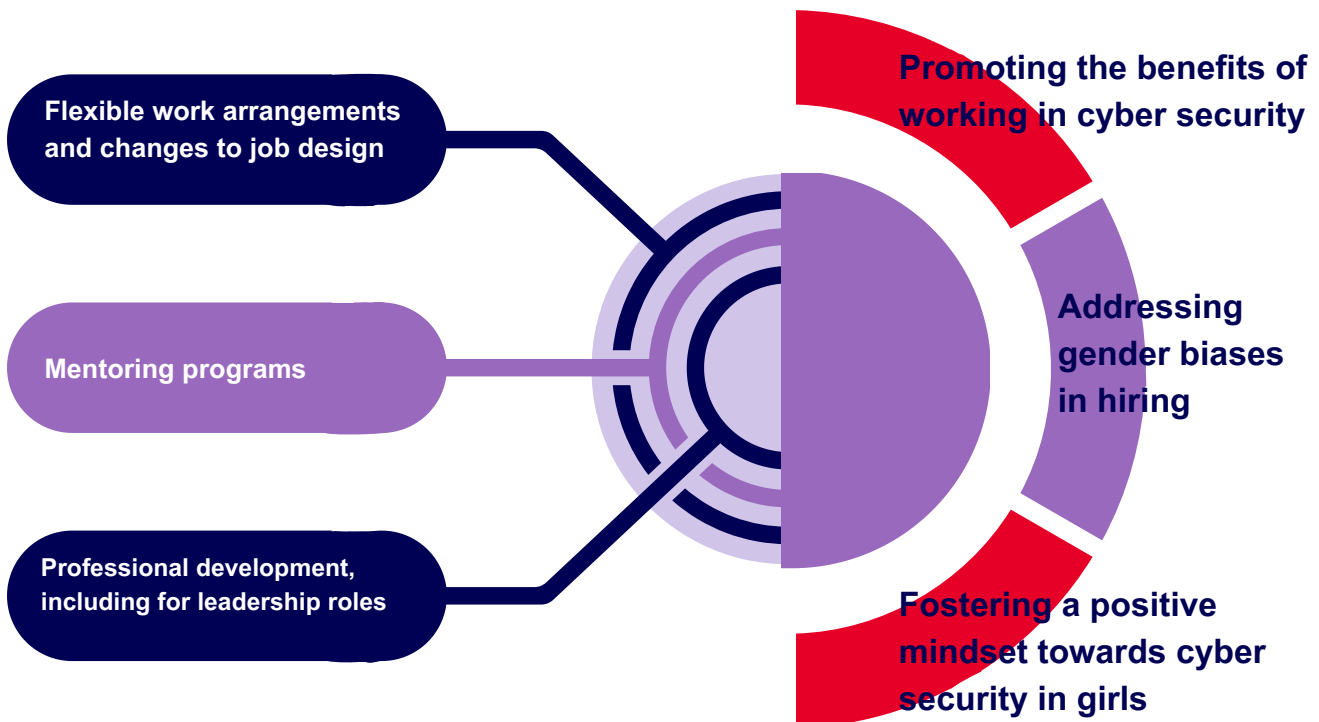 Flexible work arrangements
and changes to job design
Mentoring programs
Professional development,
including for leadership roles
Promoting the benefits of
working in cyber security
Addressing
gender biases
in hiring
Fostering a positive
mindset towards cyber
security in girls